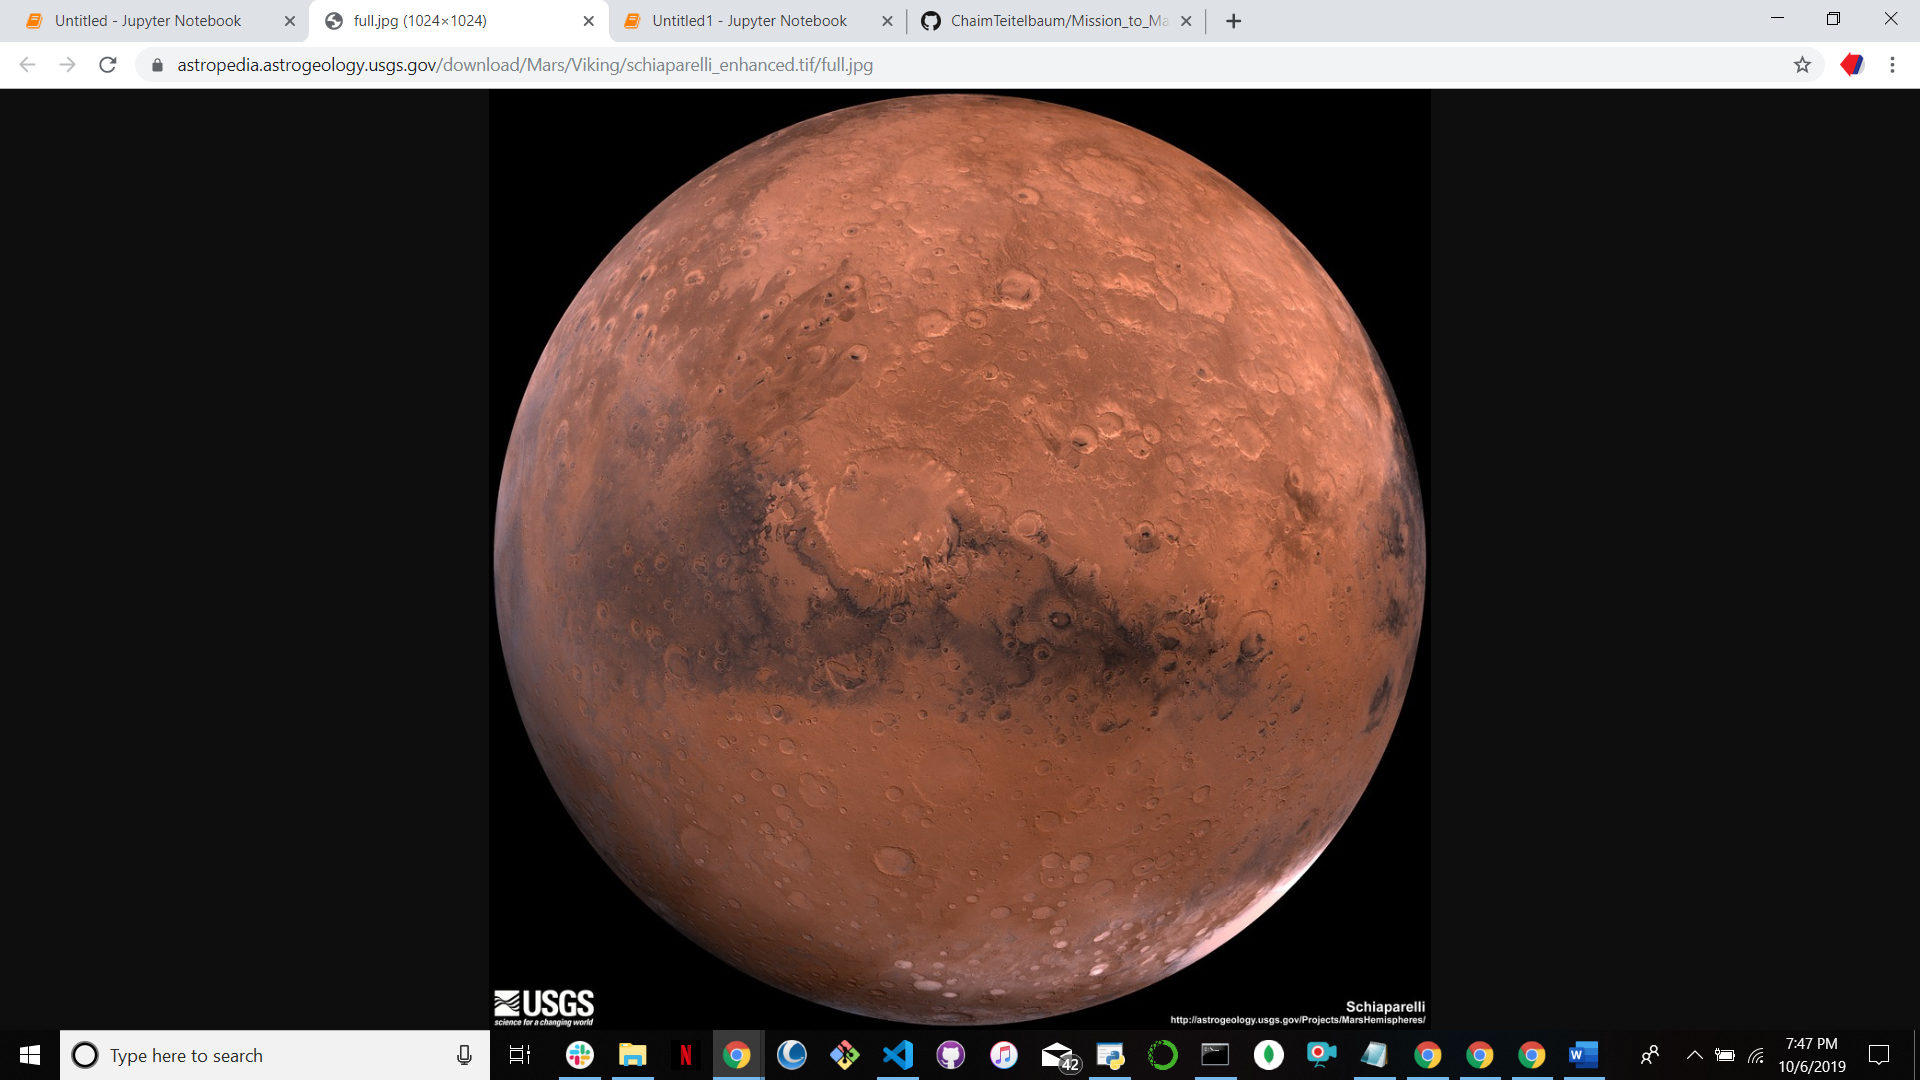 Untitled - Jupyter Notebook
full.jpg (1024×1024)
Untitled1 - Jupyter Notebook
ChaimTeitelbaum/Mission_to_Ma
astropedia.astrogeology.usgs.gov/download/Mars/Viking/schiaparelli_enhanced.tif/full.jpg
USGS
science for a changing world
Schiaparelli
http://astrogeology.usgs.gov/Projects/MarsHemispheres/
Type here to search
N
42
W
7:47 PM
10/6/2019